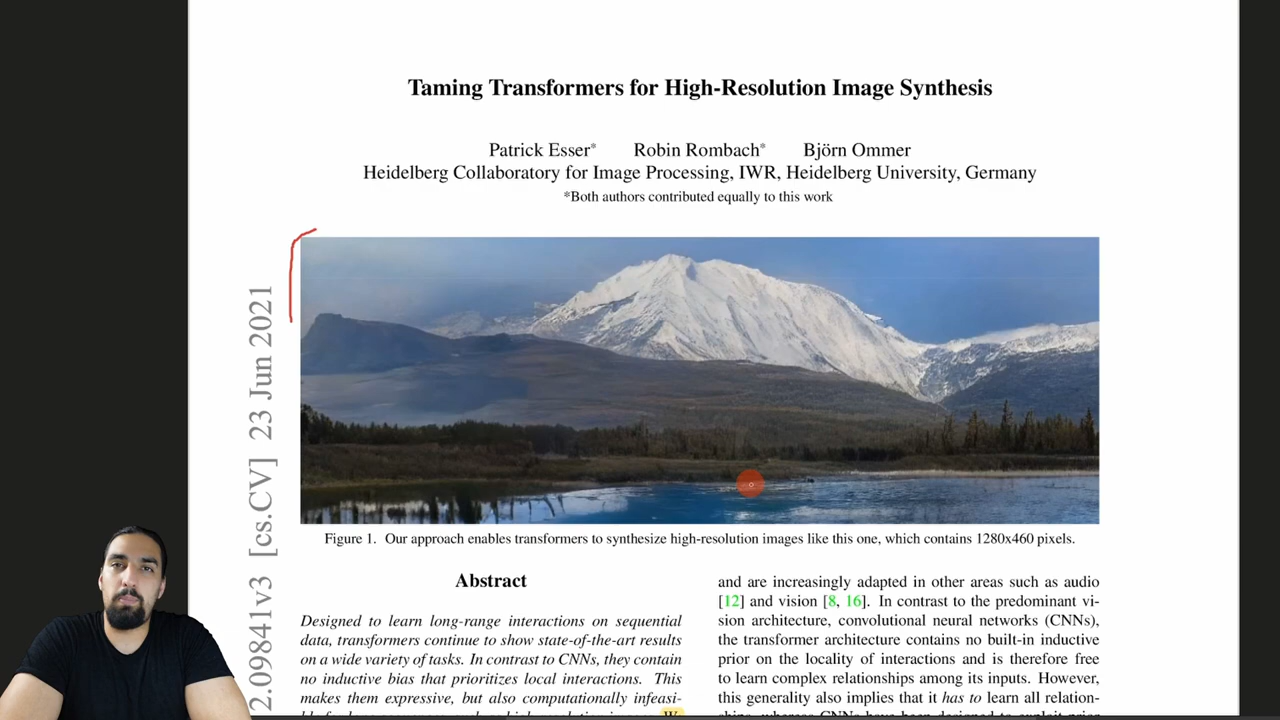 Taming Transformers for High-Resolution Image Synthesis
Patrick Esser* Robin Rombach* Björn Ommer
Heidelberg Collaboratory for Image Processing, IWR, Heidelberg University, Germany
*Both authors contributed equally to this work
2.09841v3 [cs.CV] 23 Jun 2021
Figure 1. Our approach enables transformers to synthesize high-resolution images like this one, which contains 1280x460 pixels.
Abstract
Designed to learn long-range interactions on sequential
data, transformers continue to show state-of-the-art results
on a wide variety of tasks. In contrast to CNNs, they contain
no inductive bias that prioritizes local interactions. This
makes them expressive, but also computationally infeasi-
and are increasingly adapted in other areas such as audio
[12] and vision [8, 16]. In contrast to the predominant vi-
sion architecture, convolutional neural networks (CNNs),
the transformer architecture contains no built-in inductive
prior on the locality of interactions and is therefore free
to learn complex relationships among its inputs. However,
this generality also implies that it has to learn all relation-